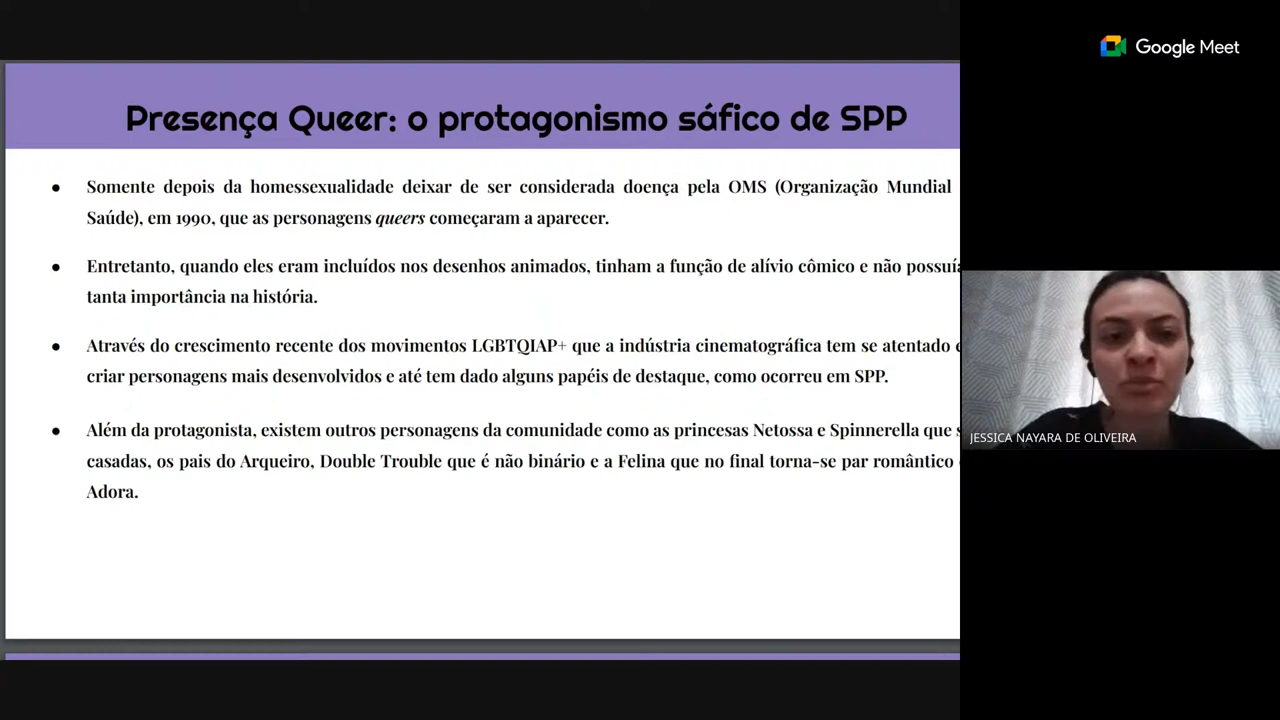 Presença Queer: o protagonismo sáfico de SPP
● Somente depois da homessexualidade deixar de ser considerada doença pela OMS (Organização Mundial
Saúde), em 1990, que as personagens queers começaram a aparecer.
● Entretanto, quando eles eram incluídos nos desenhos animados, tinham a função de alívio cômico e não
tanta importância na história.
● Através do crescimento recente dos movimentos LGBTQIAP+ que a indústria cinematográfica tem se atentado
criar personagens mais desenvolvidos e até tem dado alguns papéis de destaque, como ocorreu em SPP.
● Além da protagonista, existem outros personagens da comunidade como as princesas Netossa e Spinnerella que
casadas, os pais do Arqueiro, Double Trouble que é não binário e a Felina que no final torna-se par romântico
Adora.
Google Meet
JESSICA NAYARA DE OLIVEIRA